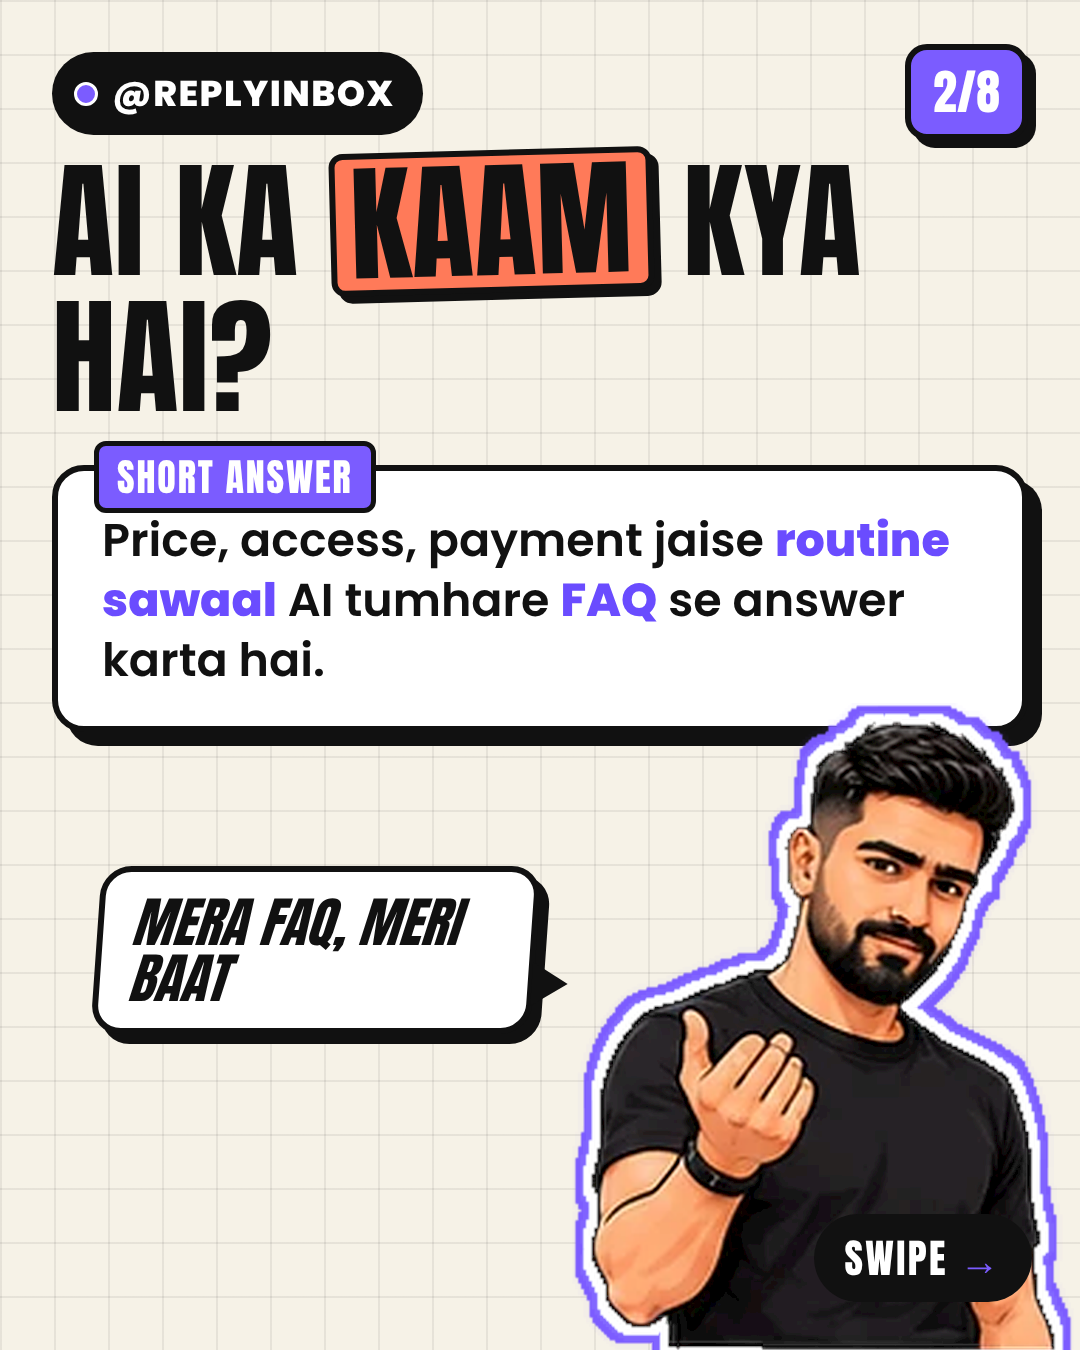 @REPLYINBOX
2/8
AI KA KAAM KYA
HAI?
SHORT ANSWER
Price, access, payment jaise routine
sawaal AI tumhare FAQ se answer
karta hai.
MERA FAQ, MERI
BAAT
SWIPE →